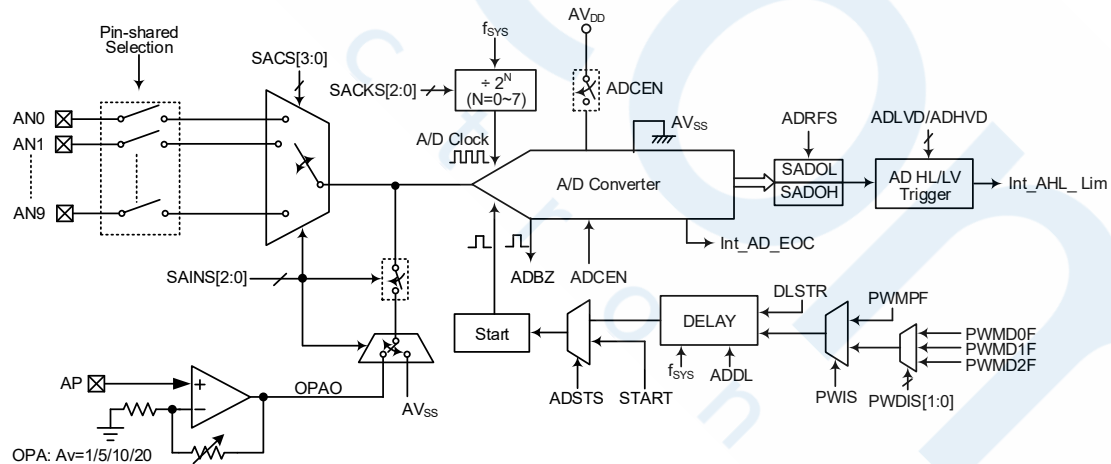 Pin-shared
Selection
SACS[3:0]
fSYS
AVDD
SACKS[2:0]
÷ 2N
(N=0~7)
ADCEN
AN0
AN1
AN9
A/D Clock
AVSS
A/D Converter
ADRFS
SADOL
SADOH
ADLVD/ADHVD
AD HL/LV
Trigger
Int_AHL_ Lim
SAINS[2:0]
ADBZ
ADCEN
Int_AD_EOC
Start
DELAY
DLSTR
PWMPF
PWMD0F
PWMD1F
PWMD2F
fSYS
ADDL
ADSTS
START
PWIS
PWDIS[1:0]
AP
+
−
OPAO
AVSS
OPA: Av=1/5/10/20